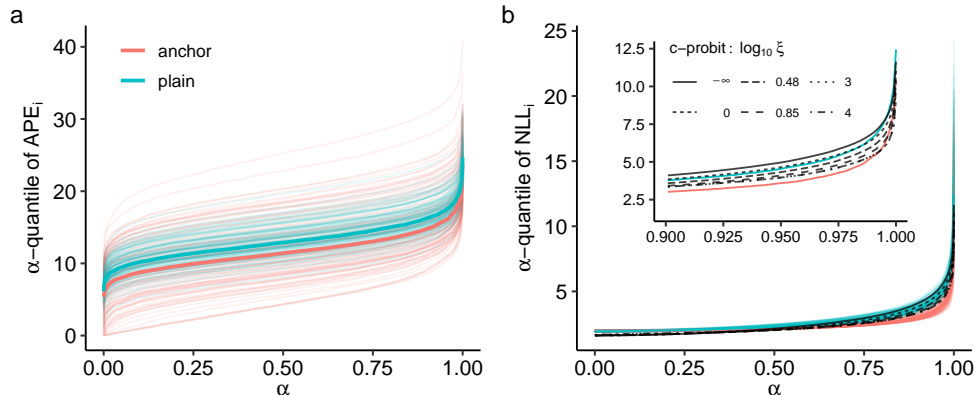 a
α−quantile of APEi
40
30
20
10
0
anchor
plain
0.00 0.25 0.50 0.75 1.00
α
b
α−quantile of NLLi
25
20
15
10
5
12.5
10.0
7.5
5.0
2.5
c−probit: log10 ξ
−∞ 0.48 3
0 0.85 4
0.900 0.925 0.950 0.975 1.000
0.00 0.25 0.50 0.75 1.00
α